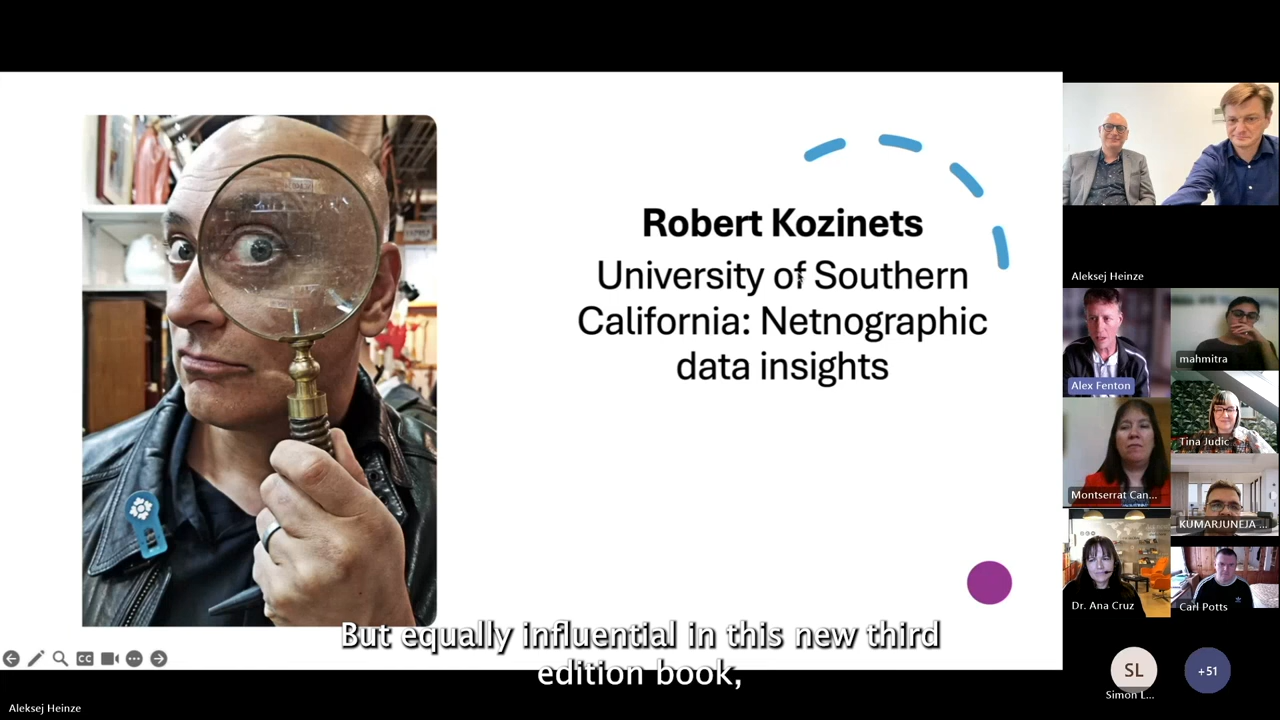 Robert Kozinets
University of Southern
California: Netnographic
data insights
But equally influential in this new third
edition book,
Aleksej Heinze
Aleksej Heinze
Alex Fenton
mahmitra
Tina Judic
Montserrat Can...
KUMARJUNEJA ...
Dr. Ana Cruz
Carl Potts
SL
Simon L...
+51
CC